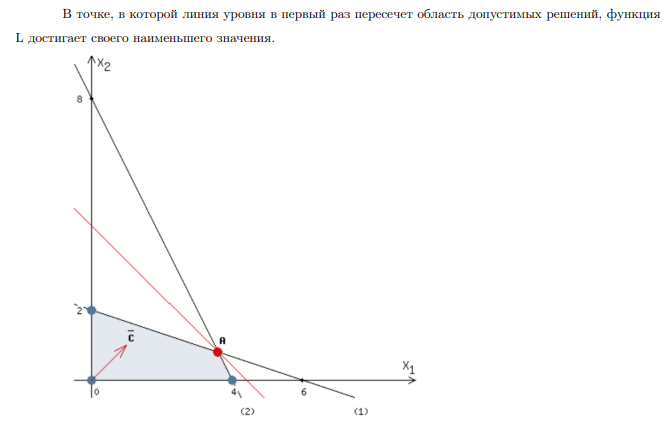 В точке, в которой линия уровня в первый раз пересечет область допустимых решений, функция
L достигает своего наименьшего значения.
X2
8
2
c̄
A
X1
0
4
6
(2)
(1)